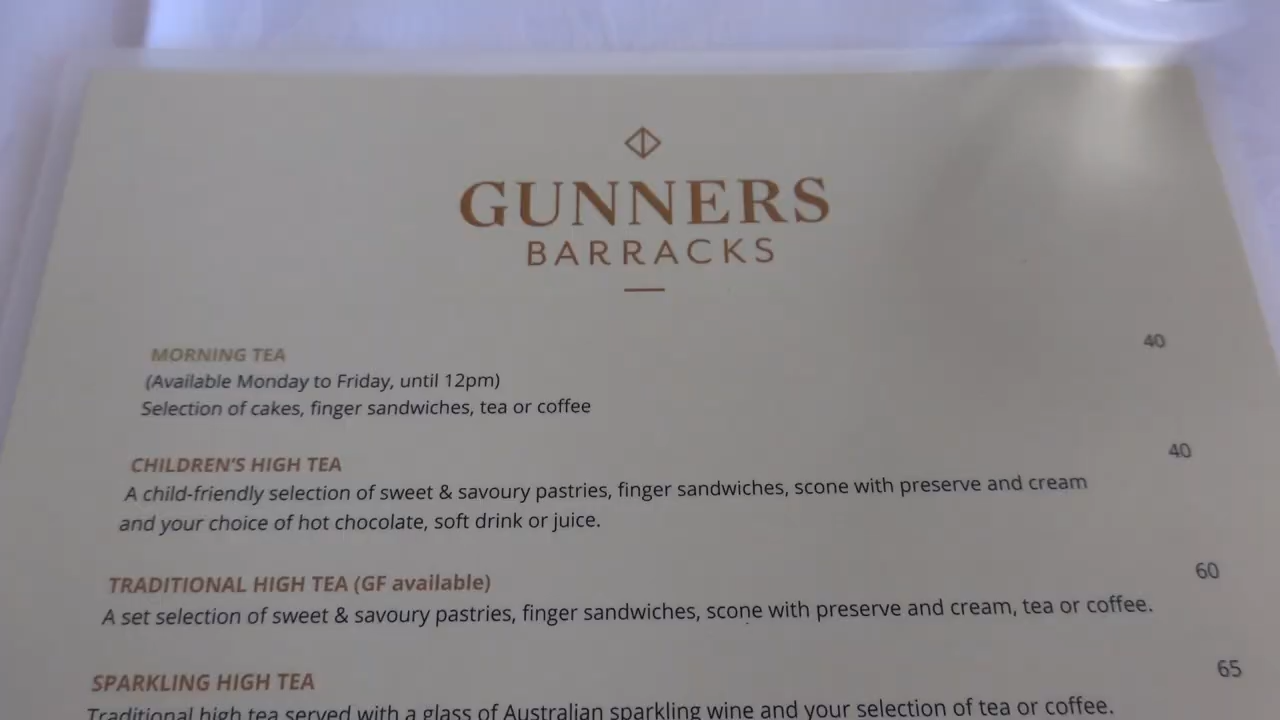 GUNNERS
BARRACKS
MORNING TEA 40
(Available Monday to Friday, until 12pm)
Selection of cakes, finger sandwiches, tea or coffee
CHILDREN'S HIGH TEA 40
A child-friendly selection of sweet & savoury pastries, finger sandwiches, scone with preserve and cream
and your choice of hot chocolate, soft drink or juice.
TRADITIONAL HIGH TEA (GF available) 60
A set selection of sweet & savoury pastries, finger sandwiches, scone with preserve and cream, tea or coffee.
SPARKLING HIGH TEA 65
Traditional high tea served with a glass of Australian sparkling wine and your selection of tea or coffee.